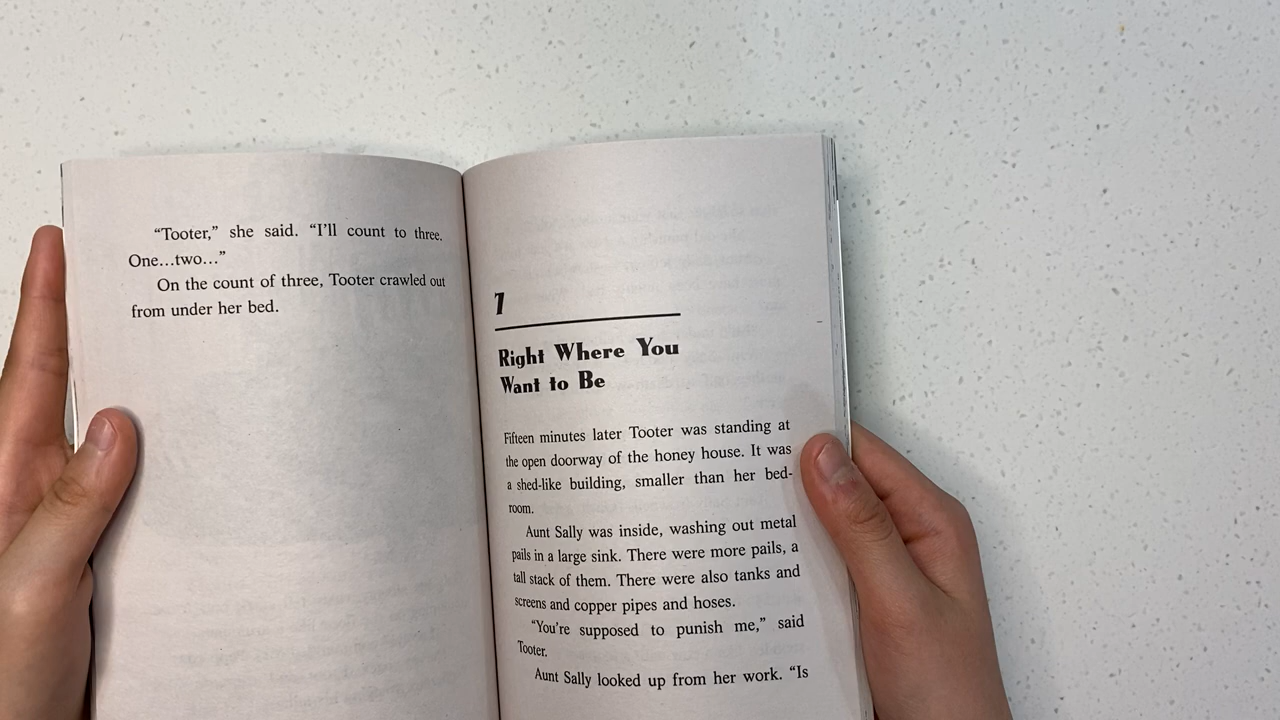 “Tooter,” she said. “I’ll count to three.
One...two...”
On the count of three, Tooter crawled out
from under her bed.
7
Right Where You
Want to Be
Fifteen minutes later Tooter was standing at
the open doorway of the honey house. It was
a shed-like building, smaller than her bed-
room.
Aunt Sally was inside, washing out metal
pails in a large sink. There were more pails, a
tall stack of them. There were also tanks and
screens and copper pipes and hoses.
“You’re supposed to punish me,” said
Tooter.
Aunt Sally looked up from her work. “Is